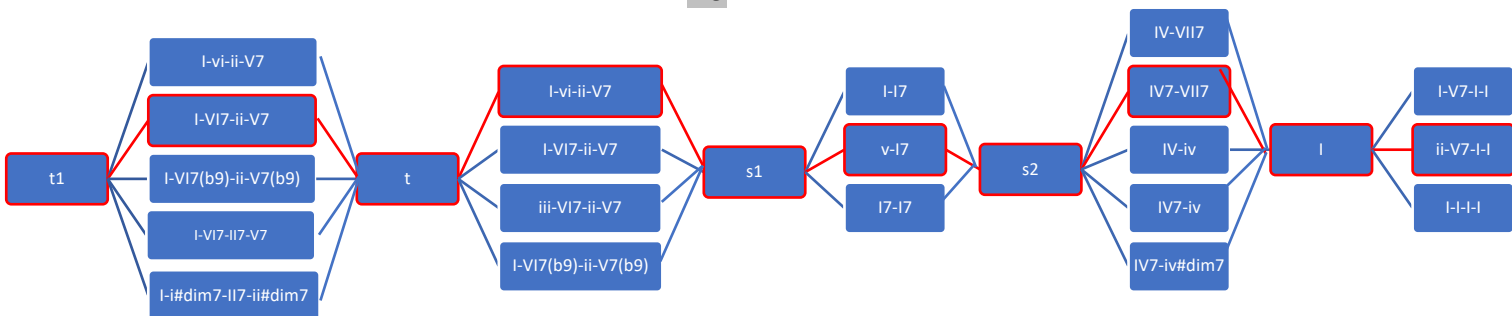 t1
I-vi-ii-V7
I-VI7-ii-V7
I-VI7(b9)-ii-V7(b9)
I-VI7-II7-V7
I-i#dim7-II7-ii#dim7
t
I-vi-ii-V7
I-VI7-ii-V7
iii-VI7-ii-V7
I-VI7(b9)-ii-V7(b9)
s1
I-I7
v-I7
I7-I7
s2
IV-VII7
IV7-VII7
IV-iv
IV7-iv
IV7-iv#dim7
I
I-V7-I-I
ii-V7-I-I
I-I-I-I